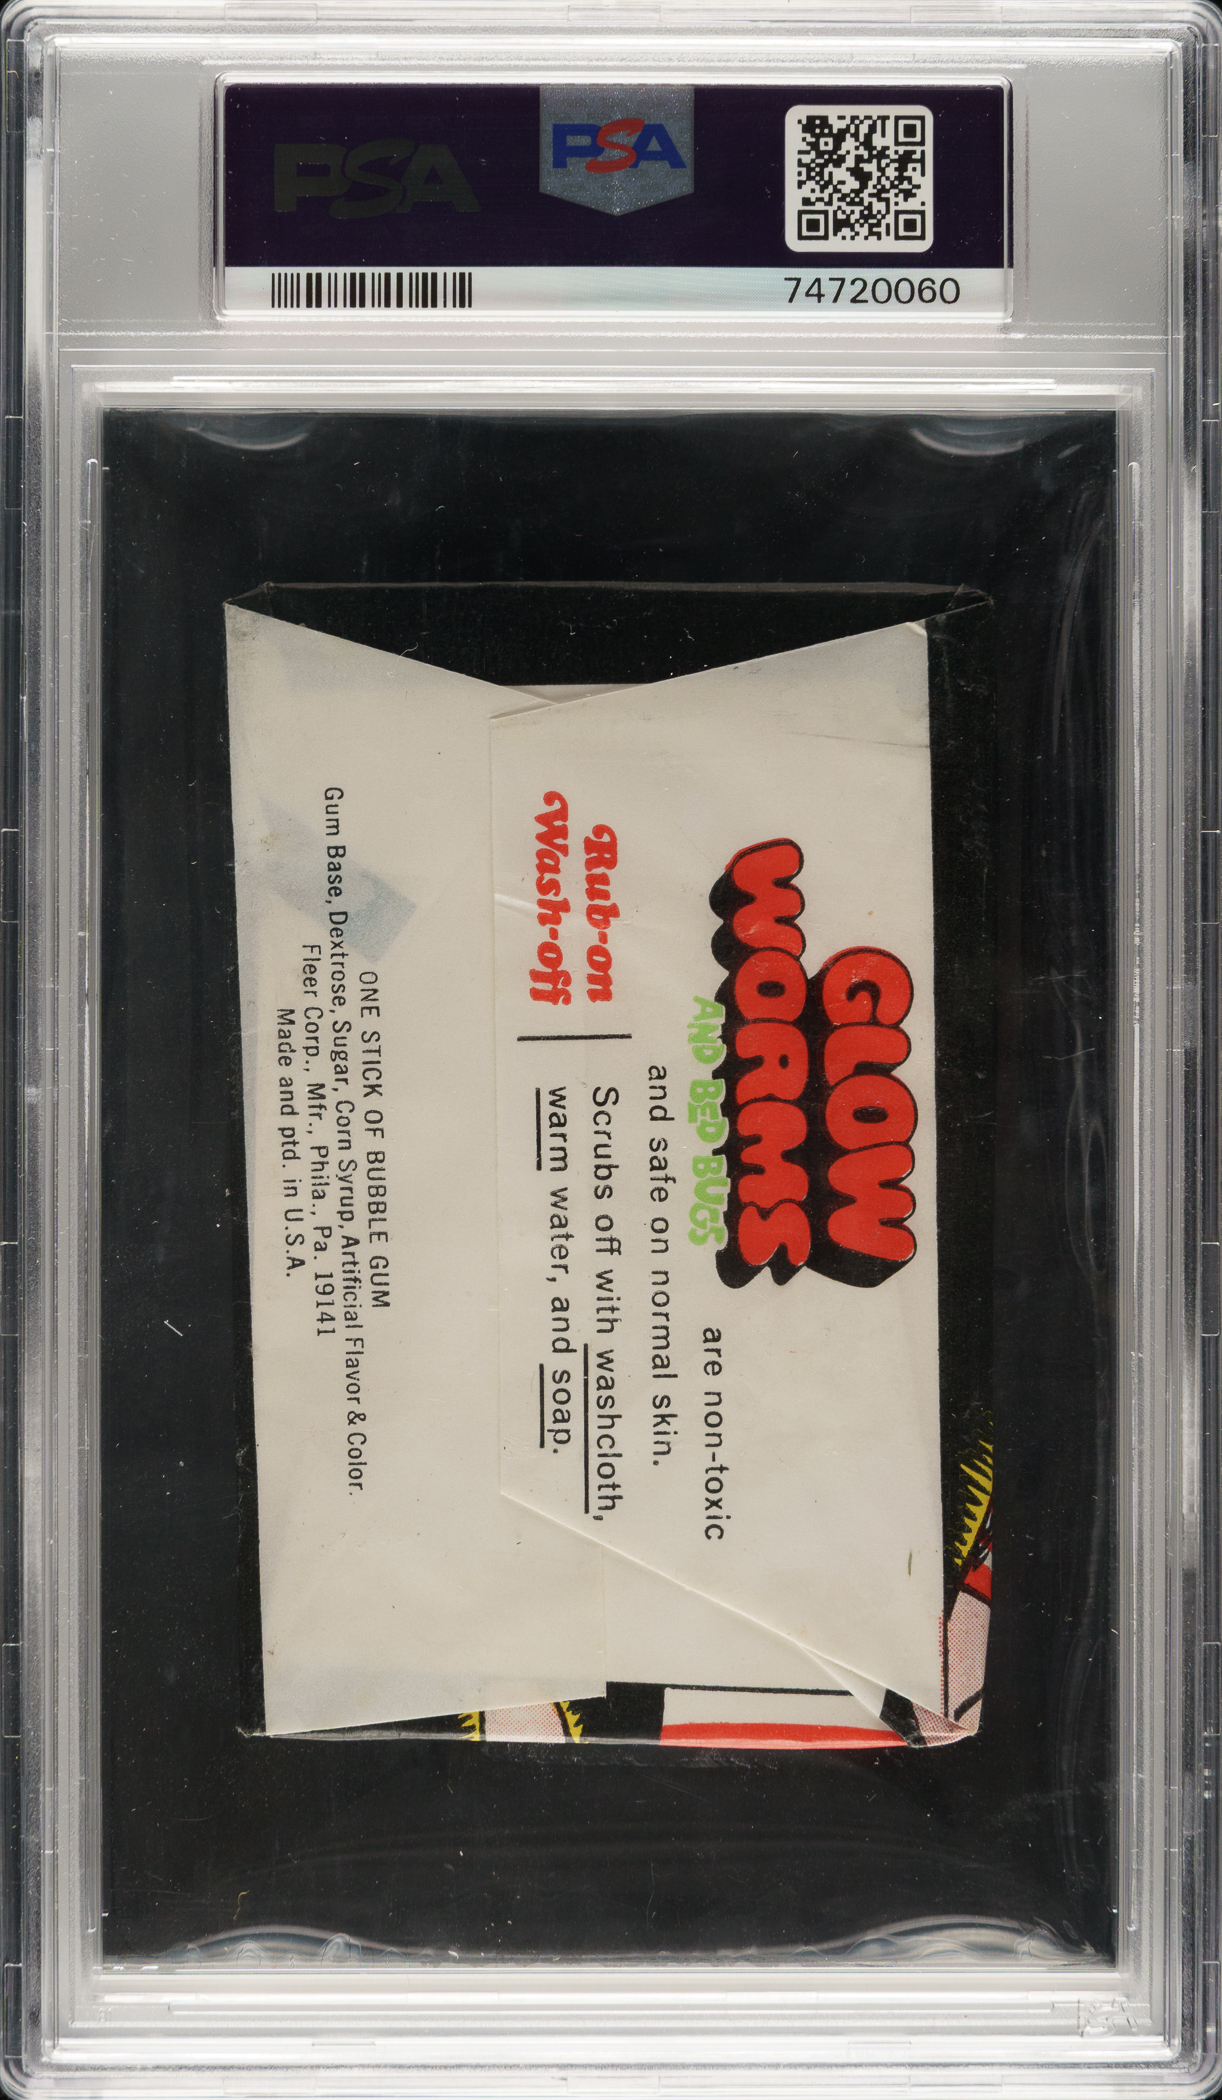 PSA
PSA
74720060
GLOW
WORMS
AND BED BUGS are non-toxic
and safe on normal skin.
Rub-on
Wash-off
Scrubs off with washcloth,
warm water, and soap.
ONE STICK OF BUBBLE GUM
Gum Base, Dextrose, Sugar, Corn Syrup, Artificial Flavor & Color.
Fleer Corp., Mfr., Phila., Pa. 19141
Made and ptd. in U.S.A.